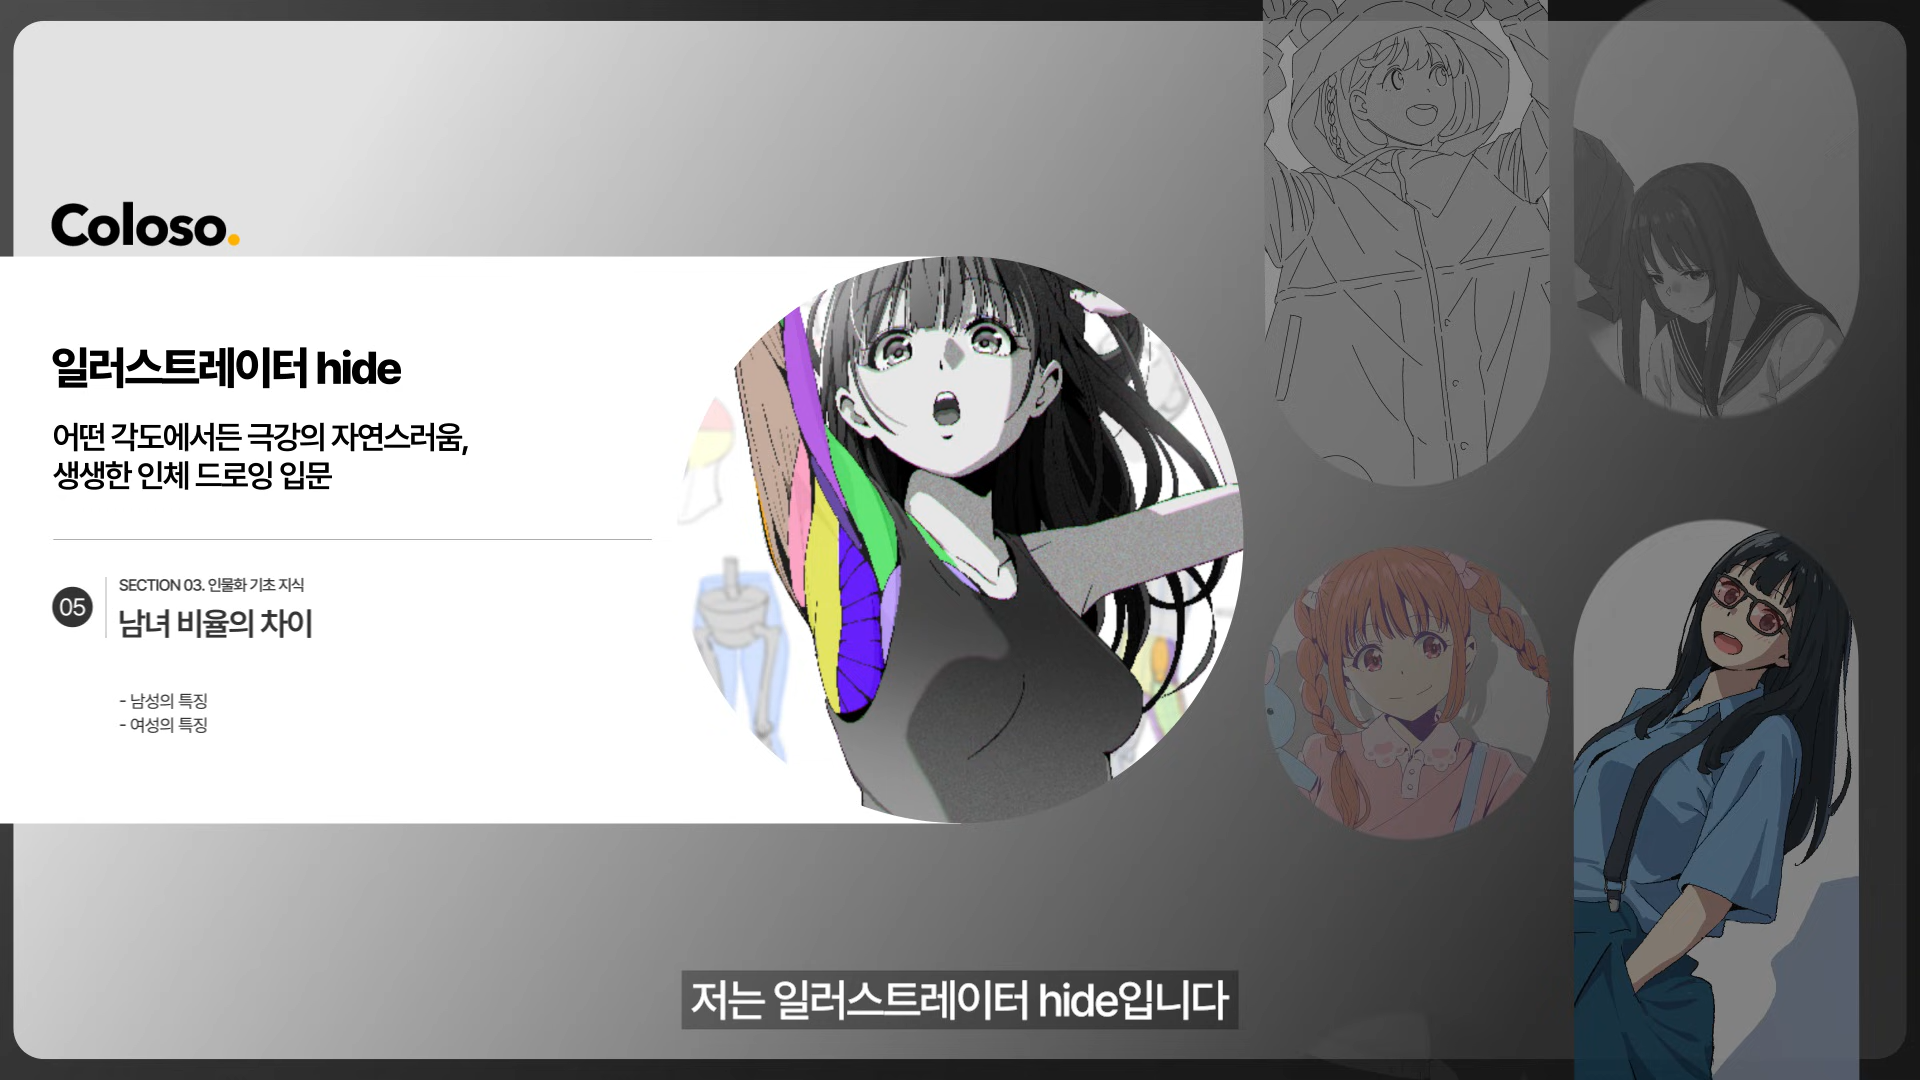 Coloso.
일러스트레이터 hide
어떤 각도에서든 극강의 자연스러움,
생생한 인체 드로잉 입문
05
SECTION 03. 인물화 기초 지식
남녀 비율의 차이
- 남성의 특징
- 여성의 특징
저는 일러스트레이터 hide입니다